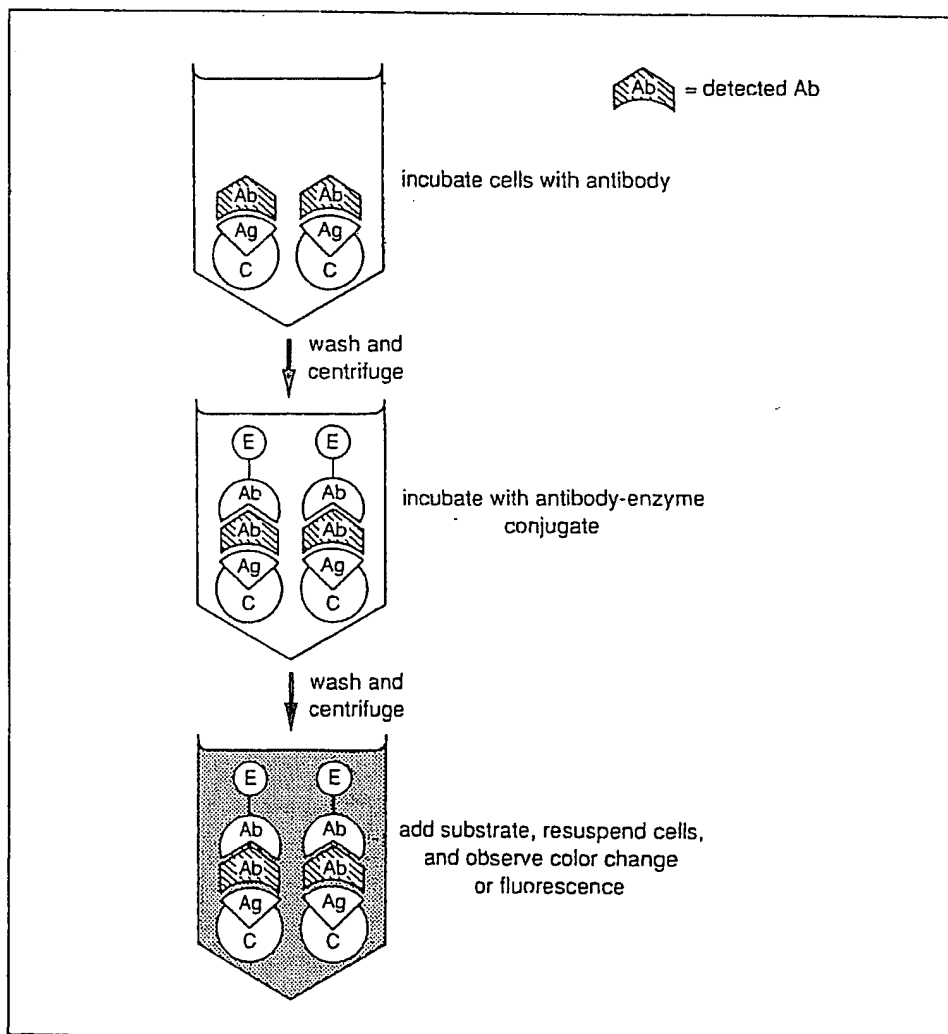 Ab = detected Ab
Ab Ab
Ag Ag
C C
incubate cells with antibody
wash and
centrifuge
E E
Ab Ab
Ab Ab
Ag Ag
C C
incubate with antibody-enzyme
conjugate
wash and
centrifuge
E E
Ab Ab
Ab Ab
Ag Ag
C C
add substrate, resuspend cells,
and observe color change
or fluorescence